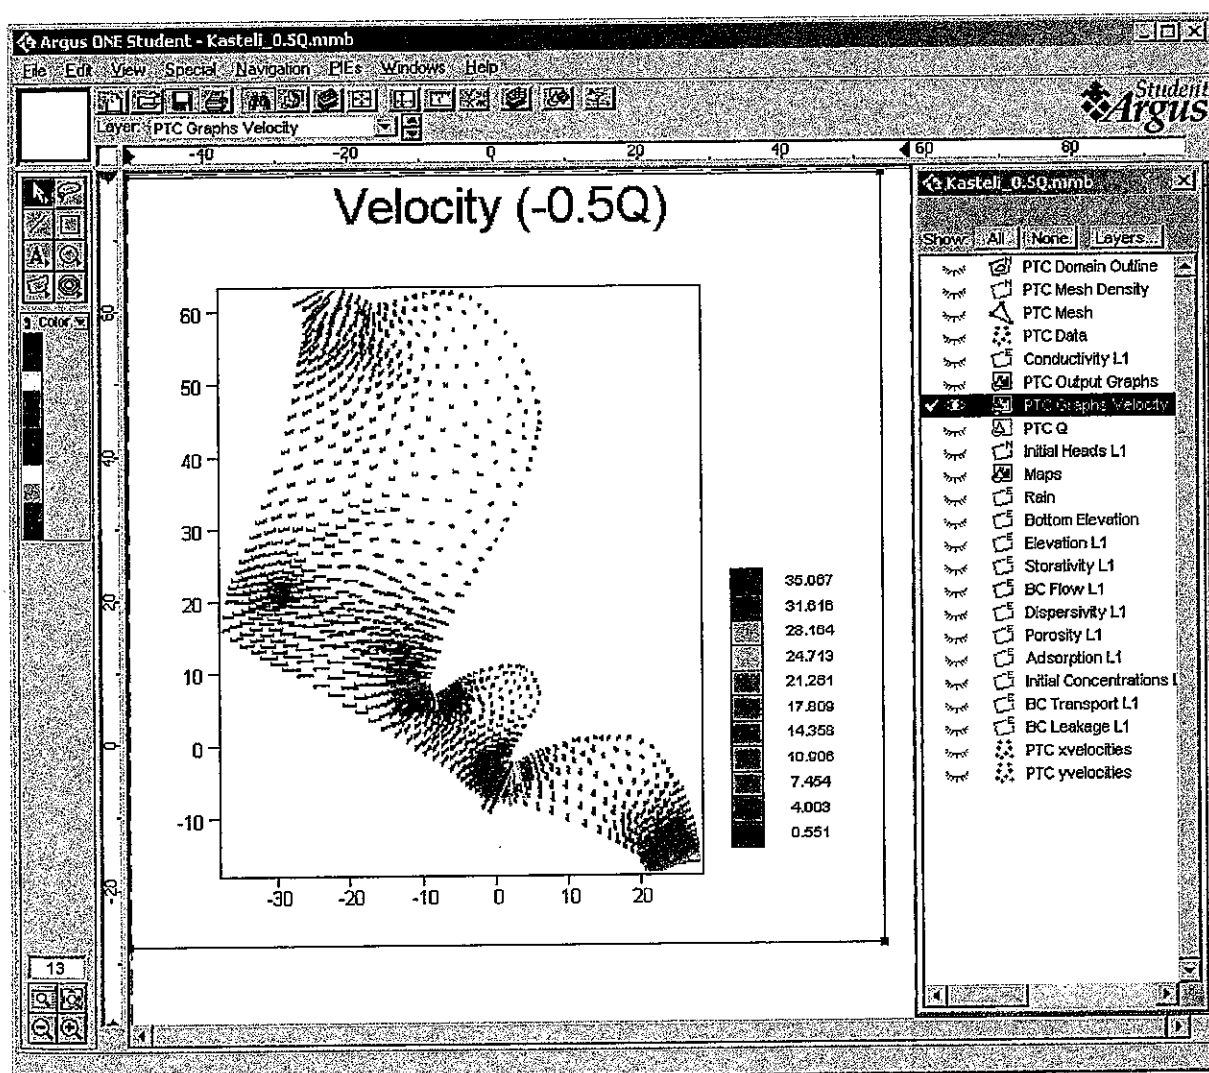 Argus ONE Student - Kasteli_0.5Q.mmb
File Edit View Special Navigation PIEs Windows Help
Student
Argus
Layer: PTC Graphs Velocity
-40 -20 0 20 40 60 80
Kasteli_0.5Q.mmb
Velocity (-0.5Q)
Show: All None Layers...
PTC Domain Outline
PTC Mesh Density
PTC Mesh
PTC Data
Conductivity L1
PTC Output Graphs
PTC Graphs Velocity
PTC Q
Initial Heads L1
Maps
Rain
Bottom Elevation
Elevation L1
Storativity L1
BC Flow L1
Dispersivity L1
Porosity L1
Adsorption L1
Initial Concentrations L
BC Transport L1
BC Leakage L1
PTC xvelocities
PTC yvelocities
A
Color
60
40
20
0
-20
60
50
40
30
20
10
0
-10
-30 -20 -10 0 10 20
35.067
31.616
28.164
24.713
21.261
17.809
14.358
10.906
7.454
4.003
0.551
13